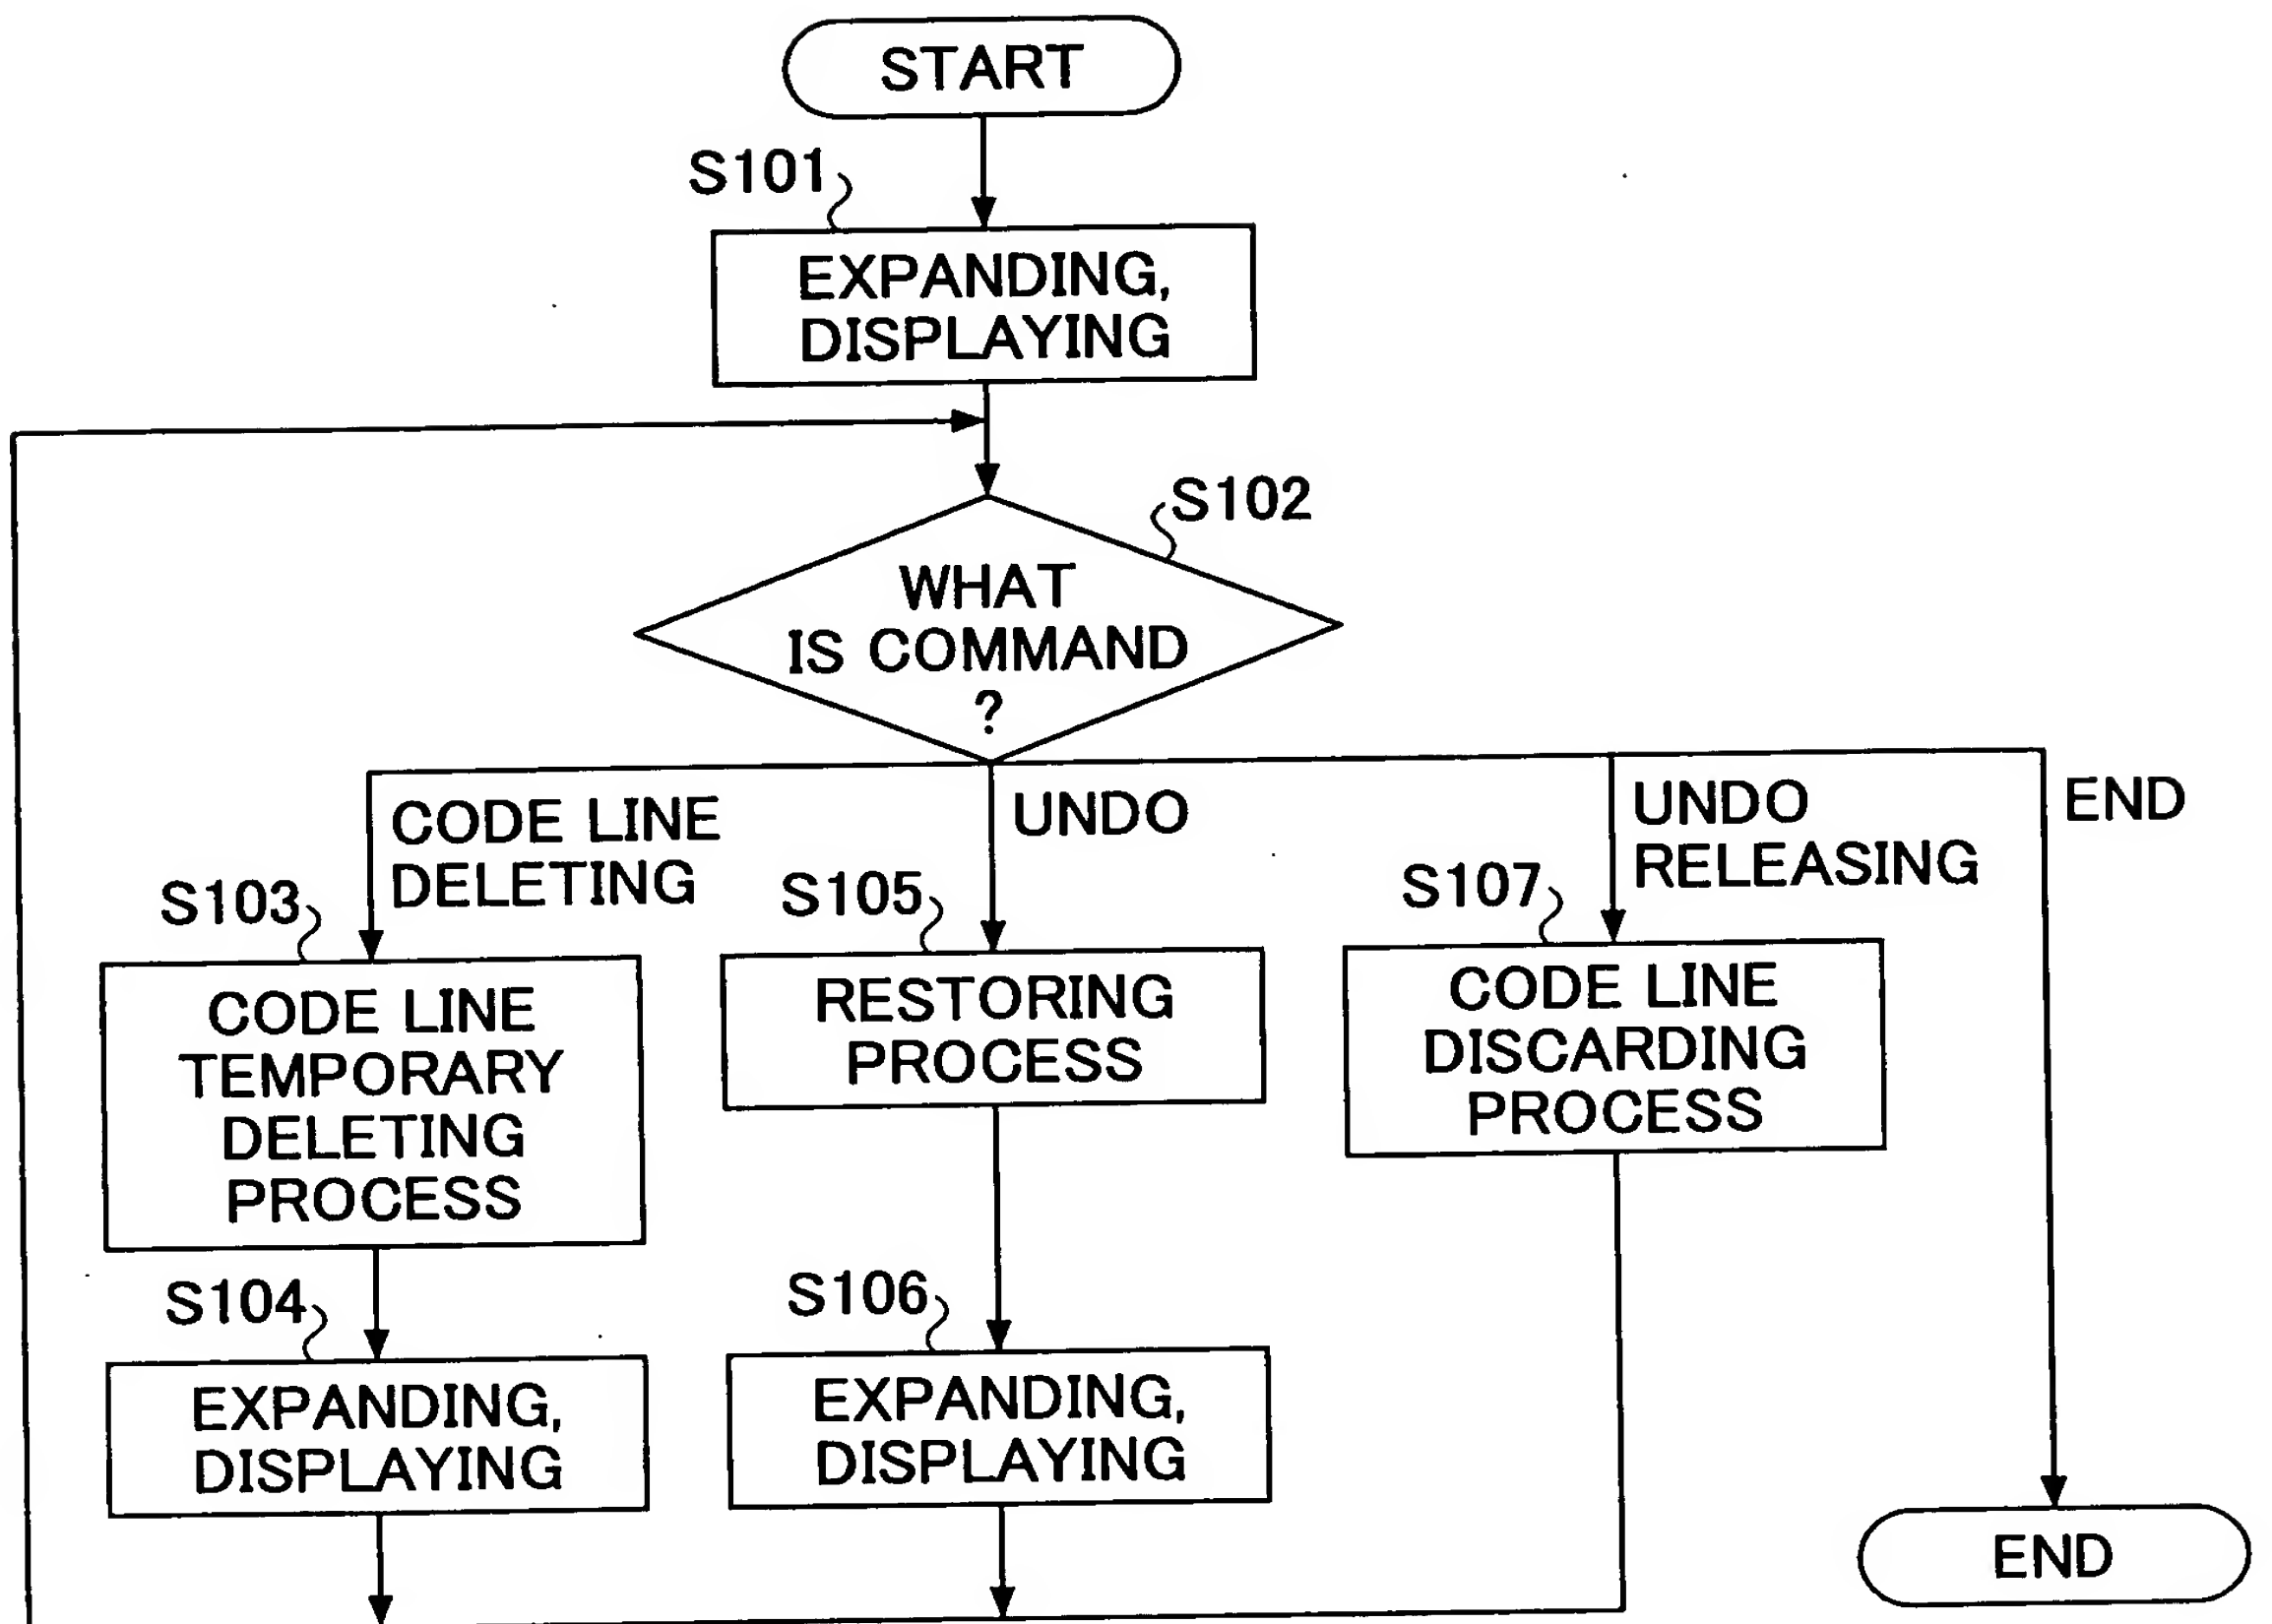 START
S101
EXPANDING,
DISPLAYING
S102
WHAT
IS COMMAND
?
CODE LINE
DELETING
UNDO
UNDO
RELEASING
END
S103
CODE LINE
TEMPORARY
DELETING
PROCESS
S105
RESTORING
PROCESS
S107
CODE LINE
DISCARDING
PROCESS
S104
EXPANDING,
DISPLAYING
S106
EXPANDING,
DISPLAYING
END